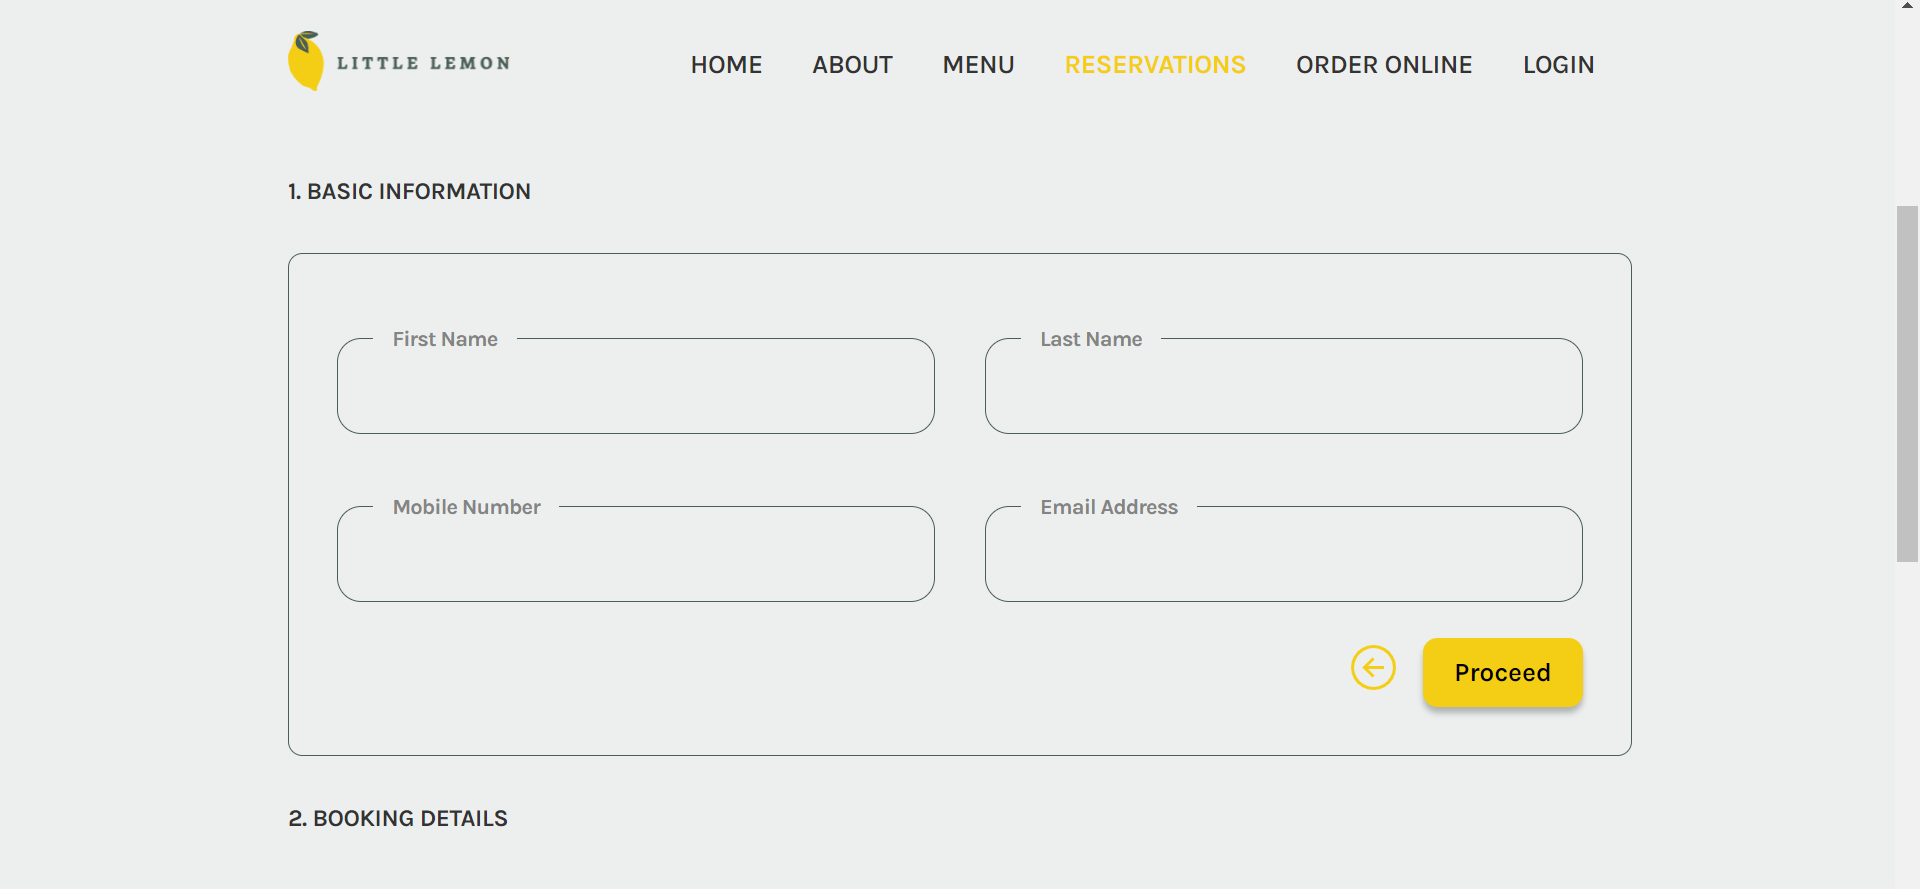 LITTLE LEMON
HOME ABOUT MENU RESERVATIONS ORDER ONLINE LOGIN
1. BASIC INFORMATION
First Name Last Name
Mobile Number Email Address
Proceed
2. BOOKING DETAILS